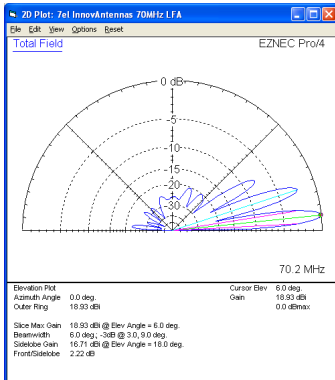 2D Plot: 7el InnovAntennas 70MHz LFA
File Edit View Options Reset
Total Field EZNEC Pro/4
0 dB
-5
-10
-15
-20
-30
70.2 MHz
Elevation Plot Cursor Elev 6.0 deg.
Azimuth Angle 0.0 deg. Gain 18.93 dBi
Outer Ring 18.93 dBi 0.0 dBmax
Slice Max Gain 18.93 dBi @ Elev Angle = 6.0 deg.
Beamwidth 6.0 deg.; -3dB @ 3.0, 9.0 deg.
Sidelobe Gain 16.71 dBi @ Elev Angle = 18.0 deg.
Front/Sidelobe 2.22 dB